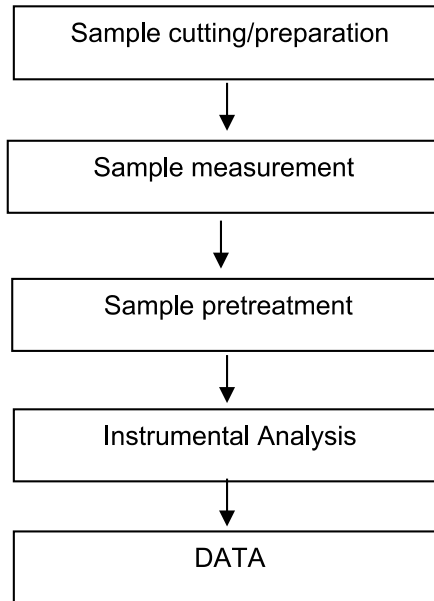 Sample cutting/preparation
Sample measurement
Sample pretreatment
Instrumental Analysis
DATA